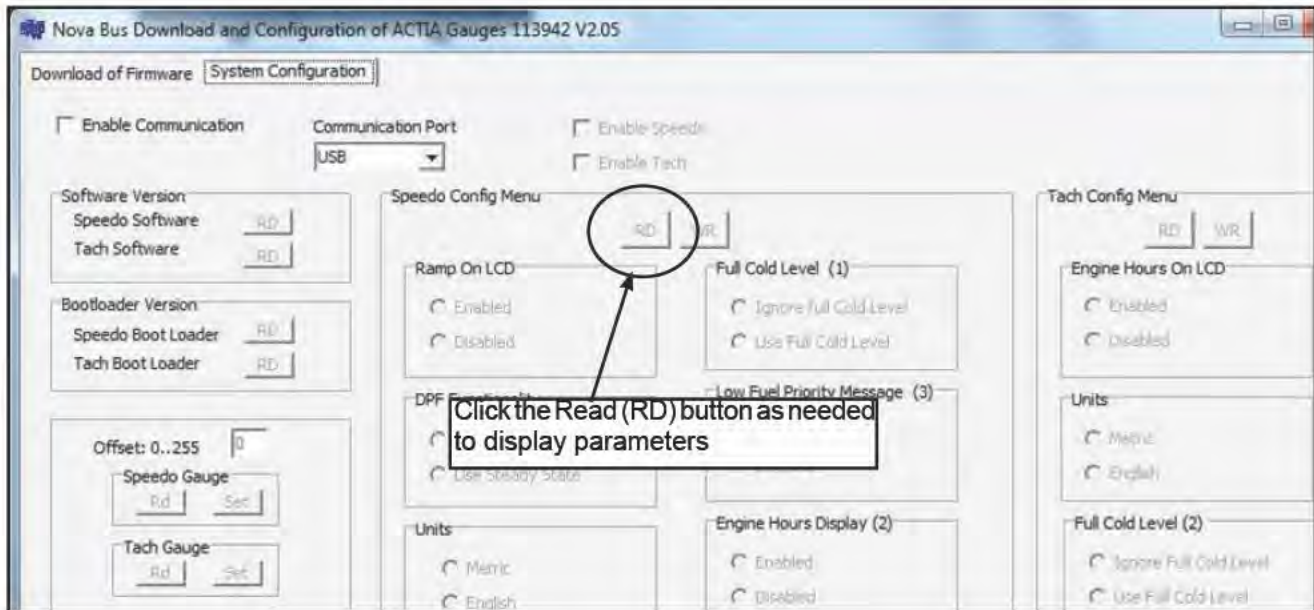 Nova Bus Download and Configuration of ACTIA Gauges 113942 V2.05
Download of Firmware System Configuration
Enable Communication
Communication Port
USB
Enable Speedo
Enable Tach
Software Version
Speedo Software RD
Tach Software RD
Bootloader Version
Speedo Boot Loader RD
Tach Boot Loader RD
Offset: 0..255 0
Speedo Gauge
Rd Set
Tach Gauge
Rd Set
Speedo Config Menu
RD WR
Ramp On LCD
Enabled
Disabled
Full Cold Level (1)
Ignore Full Cold Level
Use Full Cold Level
DPF
Use Steady State
Low Fuel Priority Message (3)
Click the Read (RD) button as needed
to display parameters
Units
Metric
English
Engine Hours Display (2)
Enabled
Disabled
Tach Config Menu
RD WR
Engine Hours On LCD
Enabled
Disabled
Units
Metric
English
Full Cold Level (2)
Ignore Full Cold Level
Use Full Cold Level